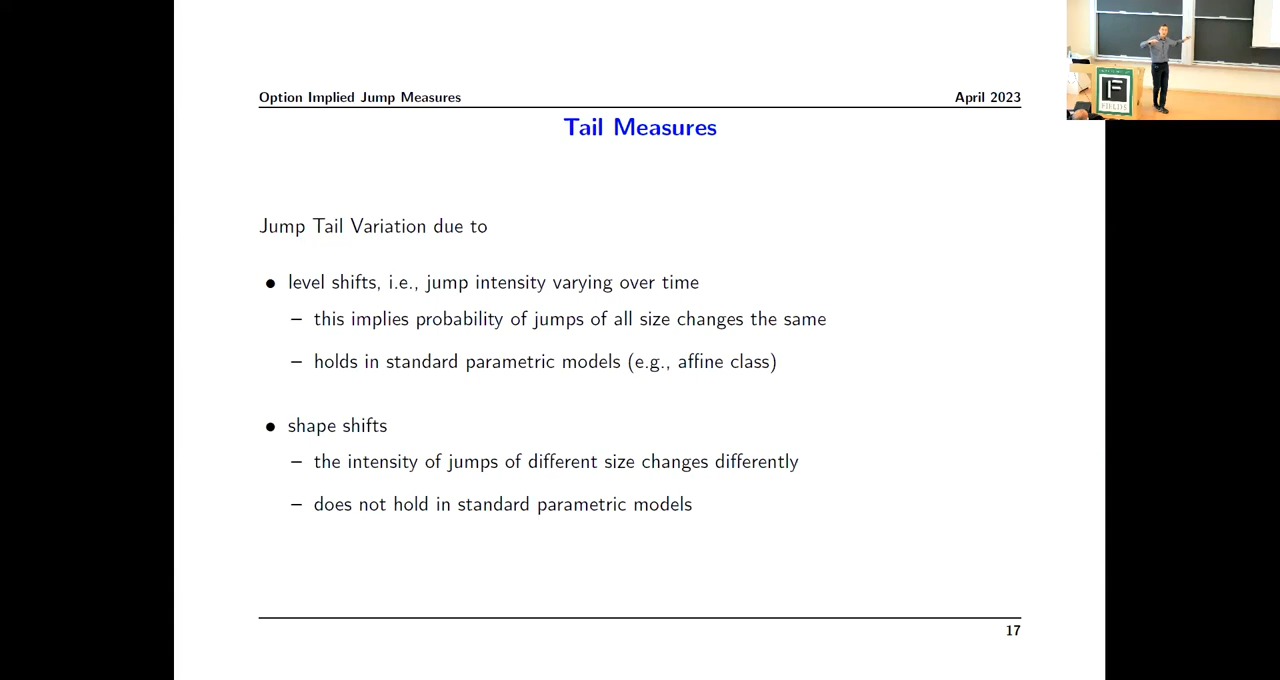 Option Implied Jump Measures
April 2023
Tail Measures
Jump Tail Variation due to
● level shifts, i.e., jump intensity varying over time
– this implies probability of jumps of all size changes the same
– holds in standard parametric models (e.g., affine class)
● shape shifts
– the intensity of jumps of different size changes differently
– does not hold in standard parametric models
17
FIELDS